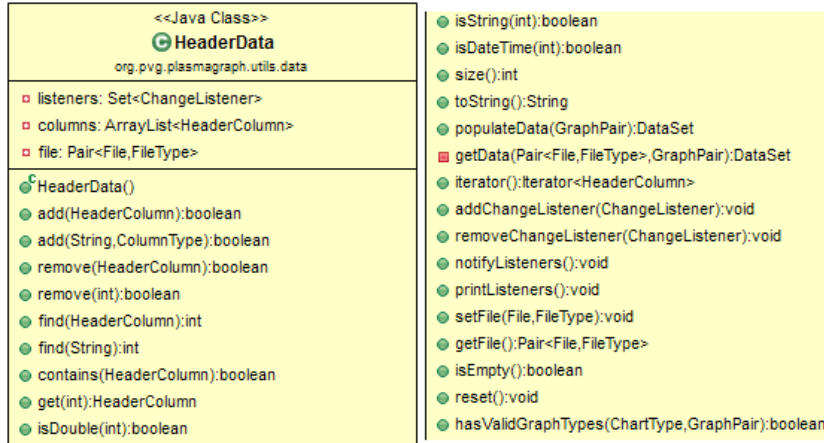 <<Java Class>>
HeaderData
org.pvg.plasmagraph.utils.data
listeners: Set<ChangeListener>
columns: ArrayList<HeaderColumn>
file: Pair<File,FileType>
HeaderData()
add(HeaderColumn):boolean
add(String,ColumnType):boolean
remove(HeaderColumn):boolean
remove(int):boolean
find(HeaderColumn):int
find(String):int
contains(HeaderColumn):boolean
get(int):HeaderColumn
isDouble(int):boolean
isString(int):boolean
isDateTime(int):boolean
size():int
toString():String
populateData(GraphPair):DataSet
getData(Pair<File,FileType>,GraphPair):DataSet
iterator():Iterator<HeaderColumn>
addChangeListener(ChangeListener):void
removeChangeListener(ChangeListener):void
notifyListeners():void
printListeners():void
setFile(File,FileType):void
getFile():Pair<File,FileType>
isEmpty():boolean
reset():void
hasValidGraphTypes(ChartType,GraphPair):boolean